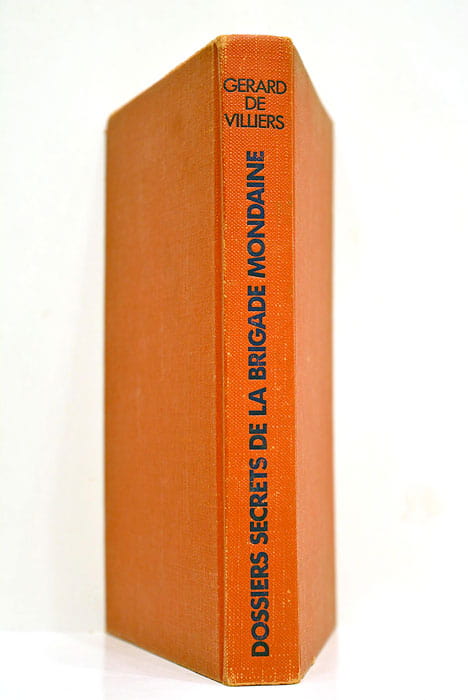 GERARD
DE
VILLIERS
DOSSIERS SECRETS DE LA BRIGADE MONDAINE